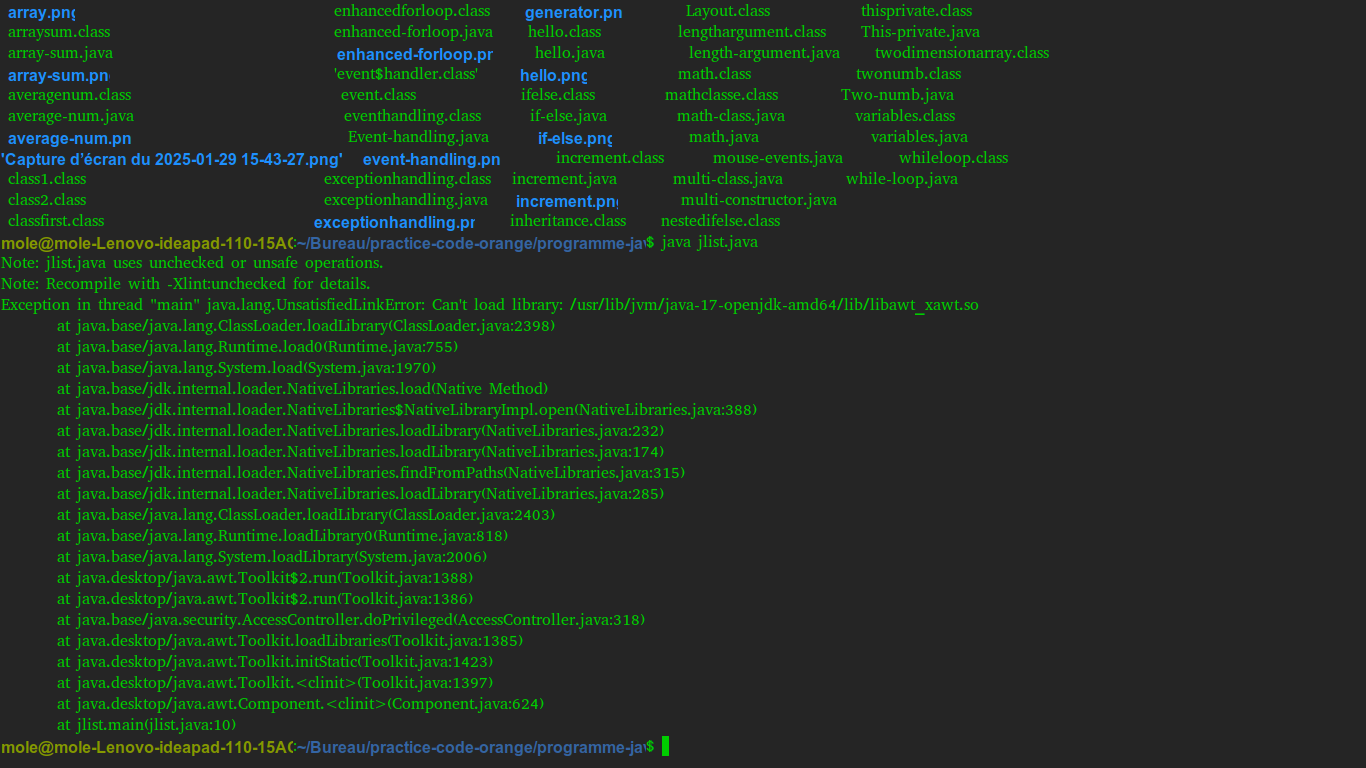 array.png enhancedforloop.class generator.pn Layout.class thisprivate.class
arraysum.class enhanced-forloop.java hello.class lengthargument.class This-private.java
array-sum.java enhanced-forloop.pr hello.java length-argument.java twodimensionarray.class
array-sum.pn 'event$handler.class' hello.png math.class twonumb.class
averagenum.class event.class ifelse.class mathclasse.class Two-numb.java
average-num.java eventhandling.class if-else.java math-class.java variables.class
average-num.pn Event-handling.java if-else.png math.java variables.java
'Capture d'écran du 2025-01-29 15-43-27.png' event-handling.pn increment.class mouse-events.java whileloop.class
class1.class exceptionhandling.class increment.java multi-class.java while-loop.java
class2.class exceptionhandling.java increment.png multi-constructor.java
classfirst.class exceptionhandling.pr inheritance.class nestedifelse.class
mole@mole-Lenovo-ideapad-110-15AC:~/Bureau/practice-code-orange/programme-jav$ java jlist.java
Note: jlist.java uses unchecked or unsafe operations.
Note: Recompile with -Xlint:unchecked for details.
Exception in thread "main" java.lang.UnsatisfiedLinkError: Can't load library: /usr/lib/jvm/java-17-openjdk-amd64/lib/libawt_xawt.so
at java.base/java.lang.ClassLoader.loadLibrary(ClassLoader.java:2398)
at java.base/java.lang.Runtime.load0(Runtime.java:755)
at java.base/java.lang.System.load(System.java:1970)
at java.base/jdk.internal.loader.NativeLibraries.load(Native Method)
at java.base/jdk.internal.loader.NativeLibraries$NativeLibraryImpl.open(NativeLibraries.java:388)
at java.base/jdk.internal.loader.NativeLibraries.loadLibrary(NativeLibraries.java:232)
at java.base/jdk.internal.loader.NativeLibraries.loadLibrary(NativeLibraries.java:174)
at java.base/jdk.internal.loader.NativeLibraries.findFromPaths(NativeLibraries.java:315)
at java.base/jdk.internal.loader.NativeLibraries.loadLibrary(NativeLibraries.java:285)
at java.base/java.lang.ClassLoader.loadLibrary(ClassLoader.java:2403)
at java.base/java.lang.Runtime.loadLibrary0(Runtime.java:818)
at java.base/java.lang.System.loadLibrary(System.java:2006)
at java.desktop/java.awt.Toolkit$2.run(Toolkit.java:1388)
at java.desktop/java.awt.Toolkit$2.run(Toolkit.java:1386)
at java.base/java.security.AccessController.doPrivileged(AccessController.java:318)
at java.desktop/java.awt.Toolkit.loadLibraries(Toolkit.java:1385)
at java.desktop/java.awt.Toolkit.initStatic(Toolkit.java:1423)
at java.desktop/java.awt.Toolkit.<clinit>(Toolkit.java:1397)
at java.desktop/java.awt.Component.<clinit>(Component.java:624)
at jlist.main(jlist.java:10)
mole@mole-Lenovo-ideapad-110-15AC:~/Bureau/practice-code-orange/programme-jav$